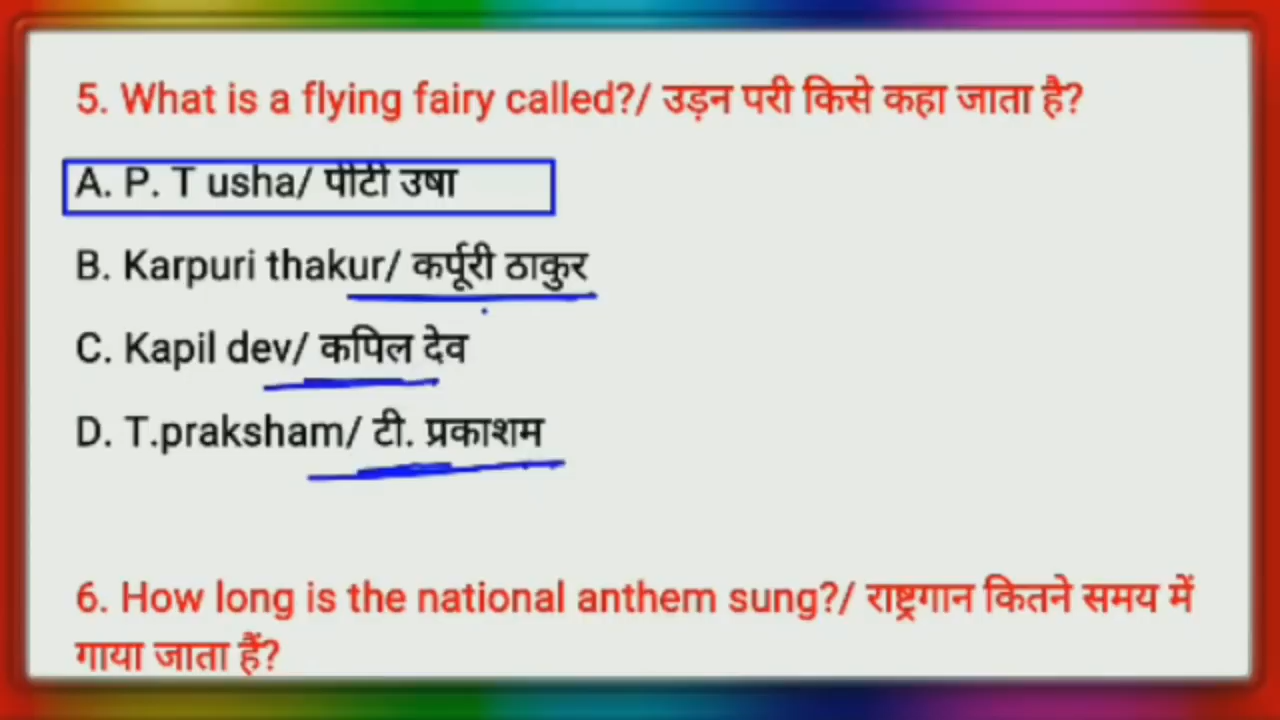 5. What is a flying fairy called?/ उड़न परी किसे कहा जाता है?
A. P. T usha/ पीटी उषा
B. Karpuri thakur/ कर्पूरी ठाकुर
C. Kapil dev/ कपिल देव
D. T.praksham/ टी. प्रकाशम
6. How long is the national anthem sung?/ राष्ट्रगान कितने समय में
गाया जाता हैं?